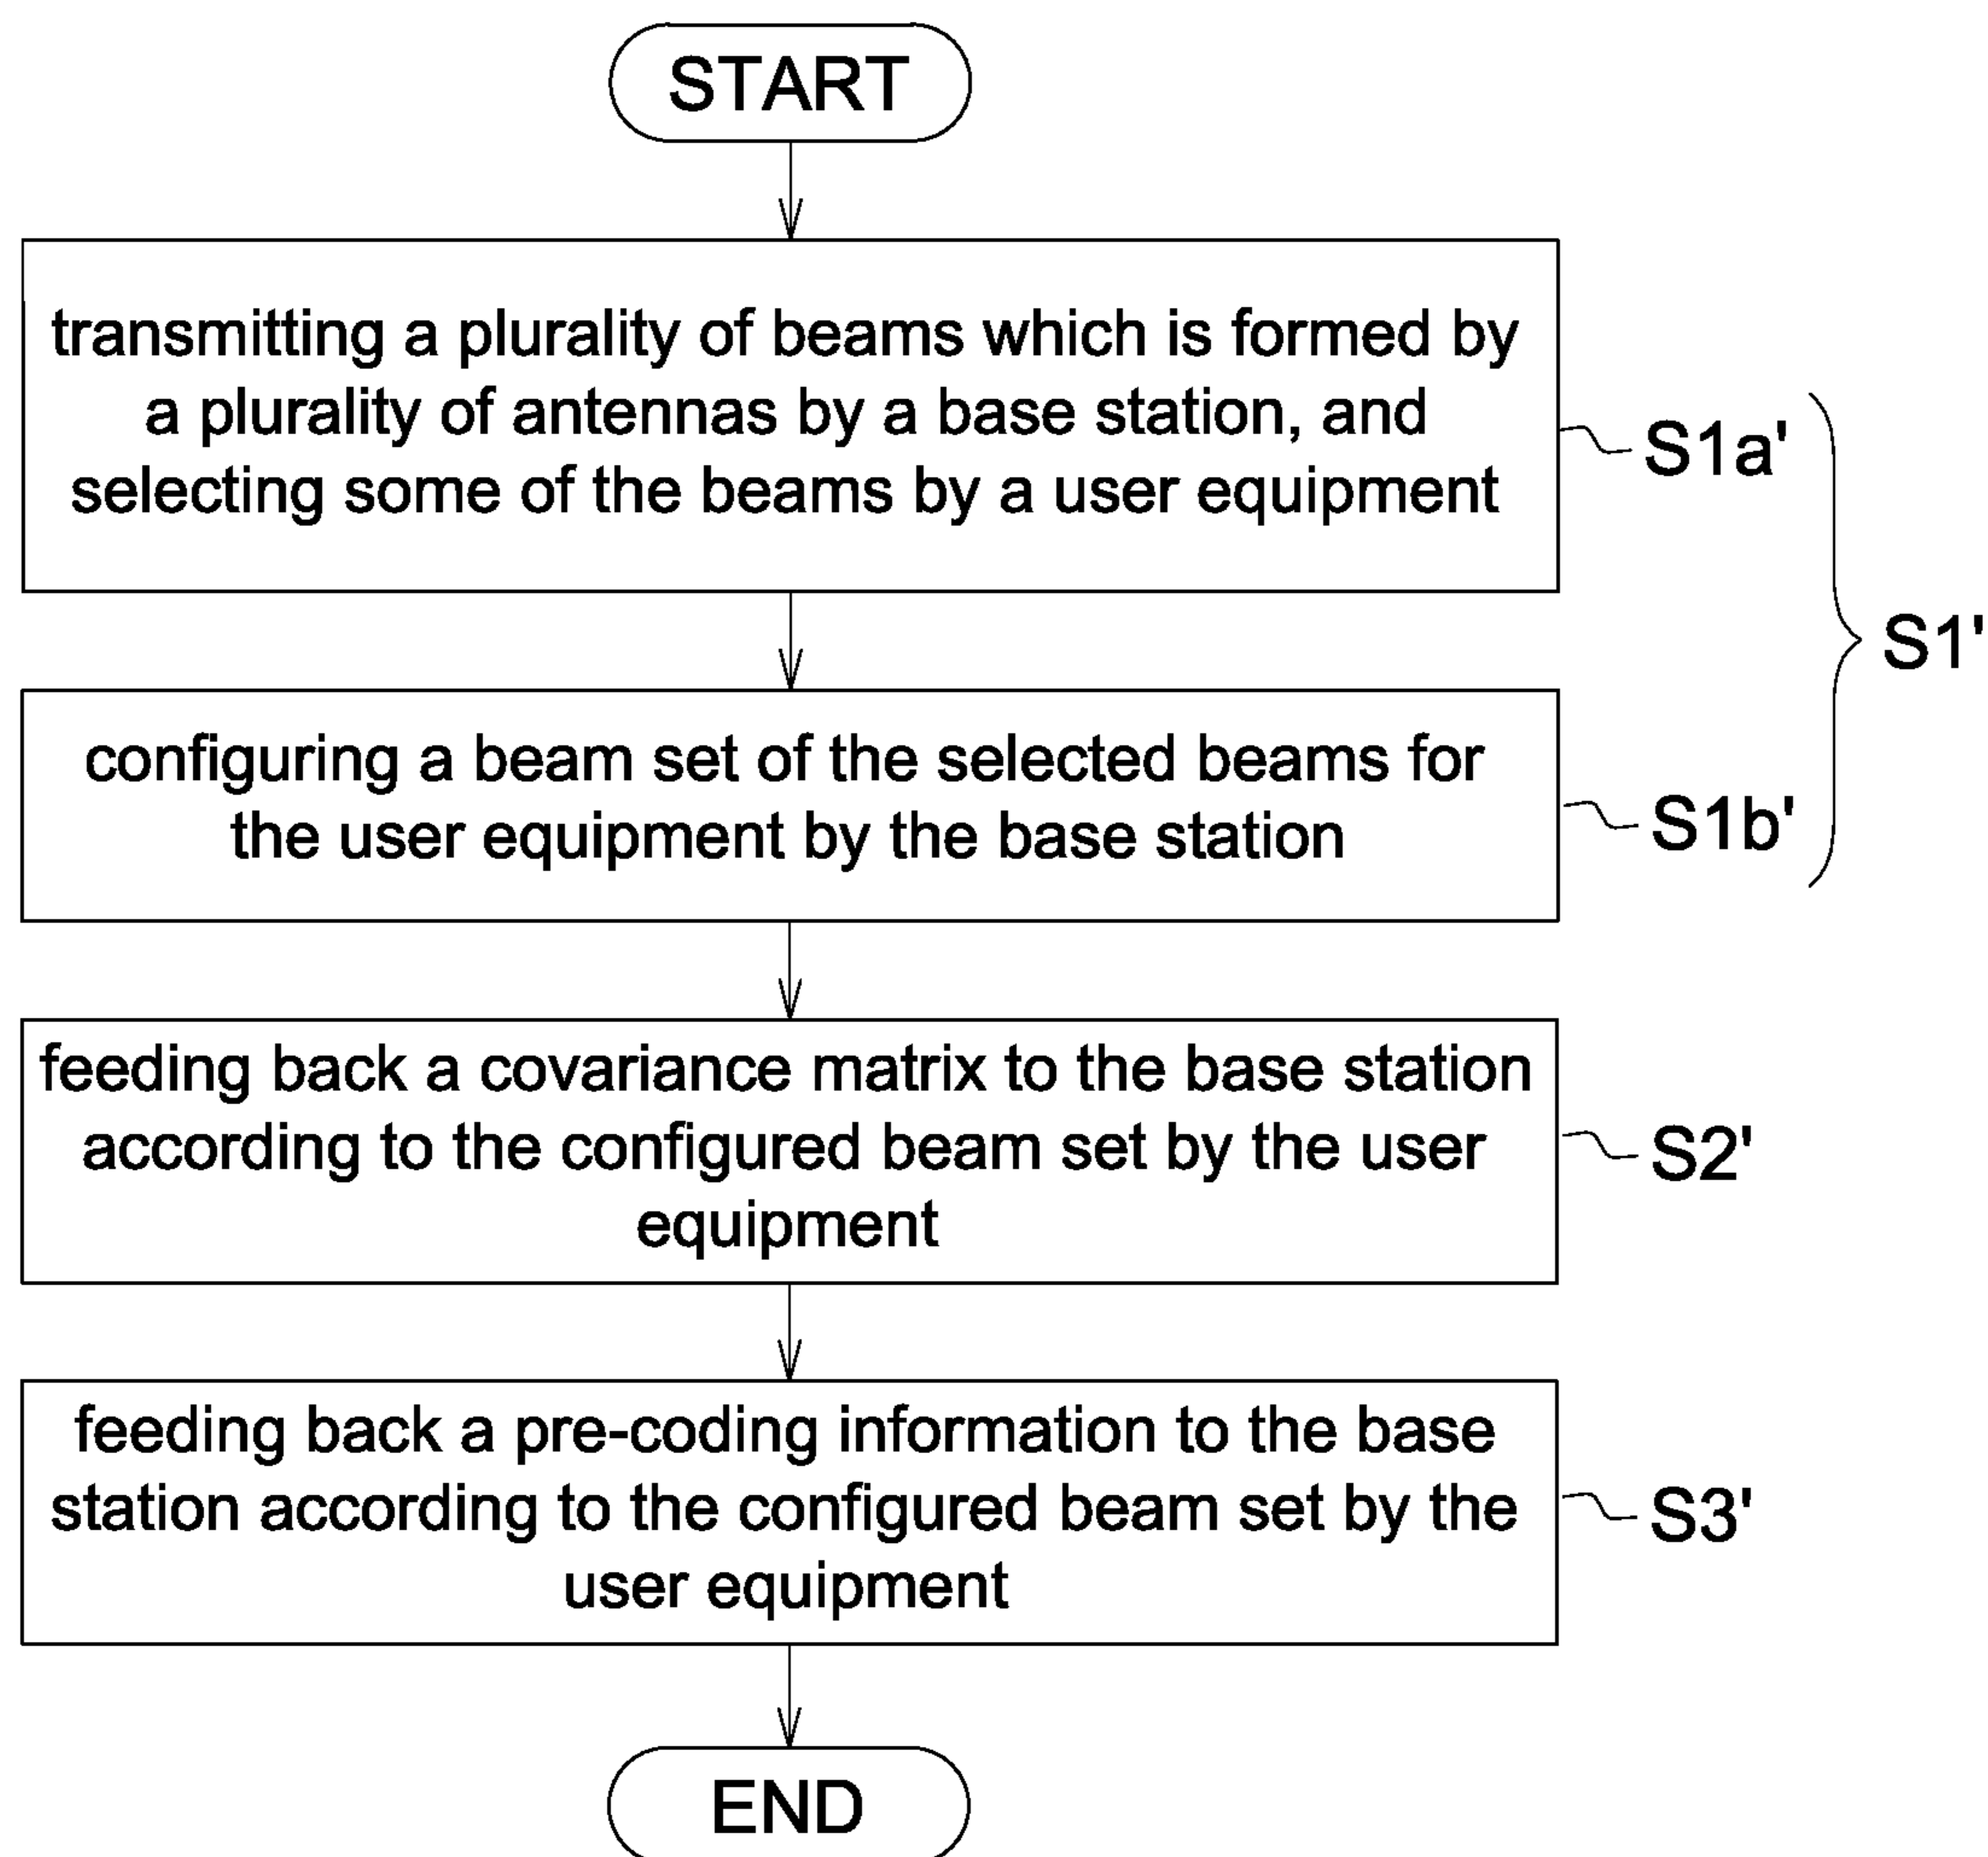 START
transmitting a plurality of beams which is formed by
a plurality of antennas by a base station, and
selecting some of the beams by a user equipment
S1a'
S1'
configuring a beam set of the selected beams for
the user equipment by the base station
S1b'
feeding back a covariance matrix to the base station
according to the configured beam set by the user
equipment
S2'
feeding back a pre-coding information to the base
station according to the configured beam set by the
user equipment
S3'
END